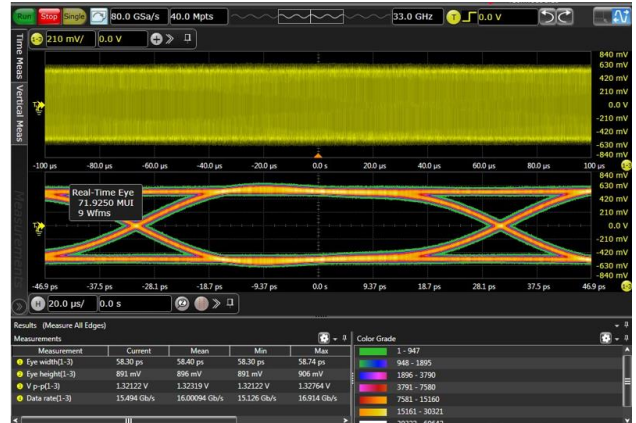 Run Stop Single 80.0 GSa/s 40.0 Mpts 33.0 GHz T 0.0 V
1-3 210 mV/ 0.0 V
Time Meas Vertical Meas
840 mV
630 mV
420 mV
210 mV
0.0 V
-210 mV
-420 mV
-630 mV
-840 mV
-100 µs -80.0 µs -60.0 µs -40.0 µs -20.0 µs 0.0 s 20.0 µs 40.0 µs 60.0 µs 80.0 µs 100 µs
Measurements
Real-Time Eye
71.9250 MUI
9 Wfms
840 mV
630 mV
420 mV
210 mV
0.0 V
-210 mV
-420 mV
-630 mV
-840 mV
-46.9 ps -37.5 ps -28.1 ps -18.7 ps -9.37 ps 0.0 s 9.37 ps 18.7 ps 28.1 ps 37.5 ps 46.9 ps
H 20.0 µs/ 0.0 s
Results (Measure All Edges)
Measurements
Measurement Current Mean Min Max
Eye width(1-3) 58.30 ps 58.40 ps 58.30 ps 58.74 ps
Eye height(1-3) 891 mV 896 mV 891 mV 906 mV
V p-p(1-3) 1.32122 V 1.32319 V 1.32122 V 1.32764 V
Data rate(1-3) 15.494 Gb/s 16.00094 Gb/s 15.126 Gb/s 16.914 Gb/s
Color Grade
1 - 947
948 - 1895
1896 - 3790
3791 - 7580
7581 - 15160
15161 - 30321